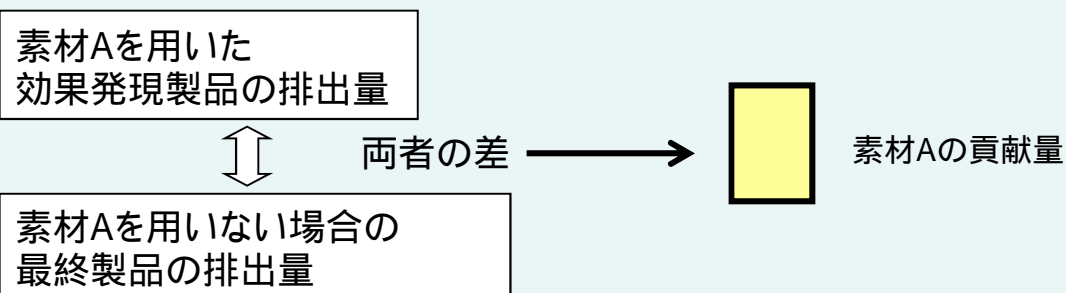 素材Aを用いた
効果発現製品の排出量
両者の差
素材Aの貢献量
素材Aを用いない場合の
最終製品の排出量